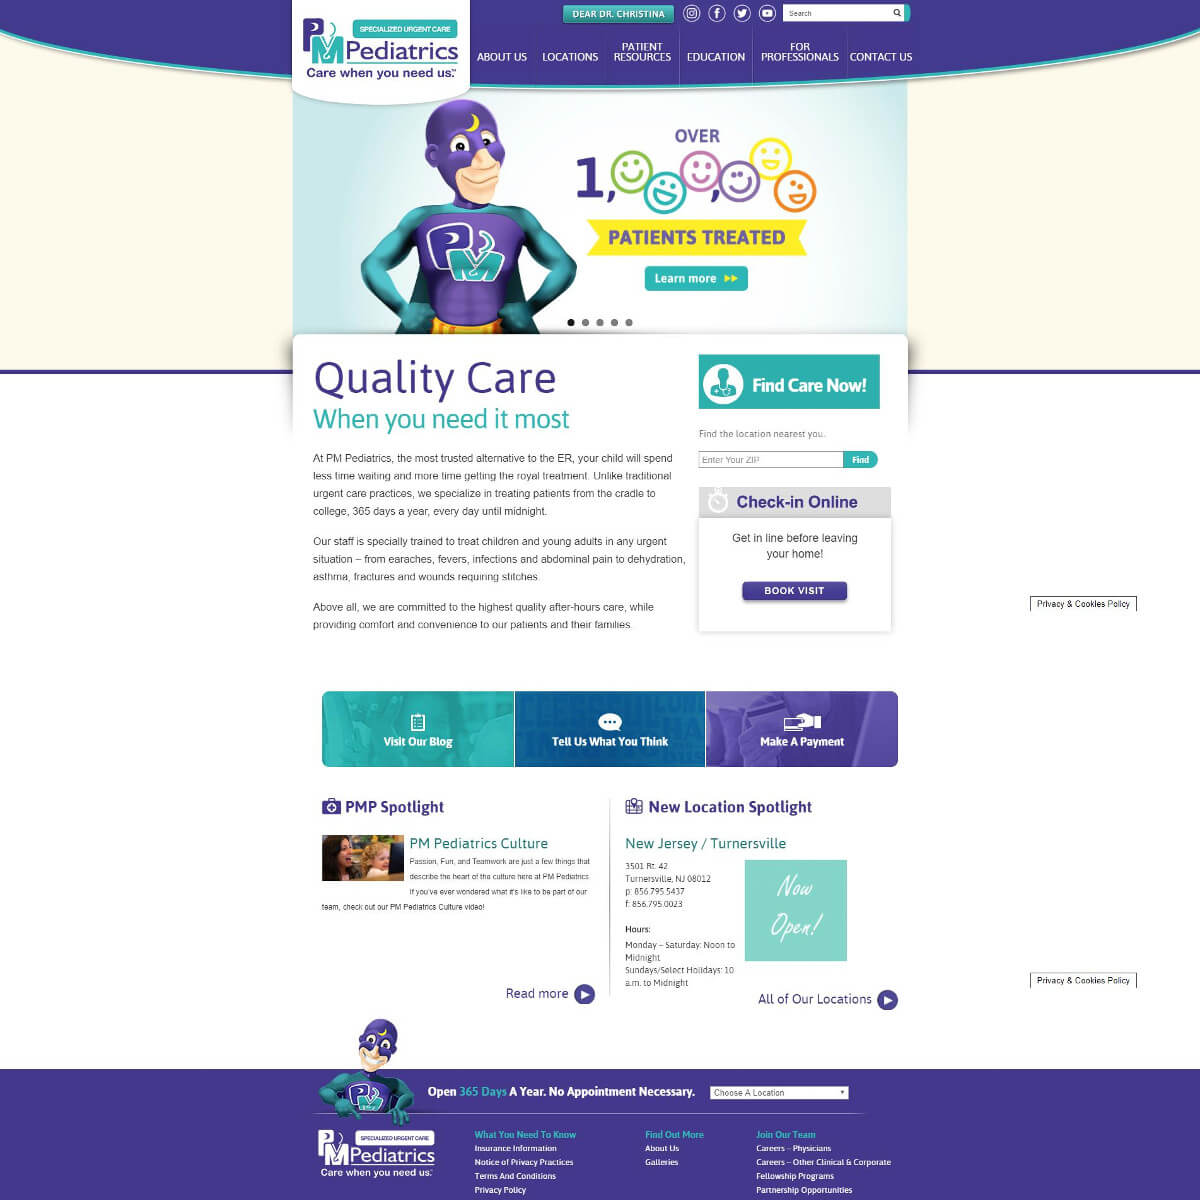 DEAR DR. CHRISTINA
Search
SPECIALIZED URGENT CARE
PM Pediatrics
Care when you need us.
ABOUT US
LOCATIONS
PATIENT
RESOURCES
EDUCATION
FOR
PROFESSIONALS
CONTACT US
PM
OVER
1,
,
PATIENTS TREATED
Learn more
Quality Care
When you need it most
At PM Pediatrics, the most trusted alternative to the ER, your child will spend
less time waiting and more time getting the royal treatment. Unlike traditional
urgent care practices, we specialize in treating patients from the cradle to
college, 365 days a year, every day until midnight.
Our staff is specially trained to treat children and young adults in any urgent
situation – from earaches, fevers, infections and abdominal pain to dehydration,
asthma, fractures and wounds requiring stitches.
Above all, we are committed to the highest quality after-hours care, while
providing comfort and convenience to our patients and their families.
Find Care Now!
Find the location nearest you.
Enter Your ZIP
Find
Check-in Online
Get in line before leaving
your home!
BOOK VISIT
Privacy & Cookies Policy
Visit Our Blog
Tell Us What You Think
Make A Payment
PMP Spotlight
PM Pediatrics Culture
Passion, Fun, and Teamwork are just a few things that
describe the heart of the culture here at PM Pediatrics
If you've ever wondered what it's like to be part of our
team, check out our PM Pediatrics Culture video!
Read more
New Location Spotlight
New Jersey / Turnersville
3501 Rt. 42
Turnersville, NJ 08012
p: 856.795.5437
f: 856.795.0023
Hours:
Monday – Saturday: Noon to
Midnight
Sundays/Select Holidays: 10
a.m. to Midnight
Now
Open!
All of Our Locations
Privacy & Cookies Policy
PM
Open 365 Days A Year. No Appointment Necessary.
Choose A Location
SPECIALIZED URGENT CARE
PM Pediatrics
Care when you need us.
What You Need To Know
Insurance Information
Notice of Privacy Practices
Terms And Conditions
Privacy Policy
Find Out More
About Us
Galleries
Join Our Team
Careers – Physicians
Careers – Other Clinical & Corporate
Fellowship Programs
Partnership Opportunities